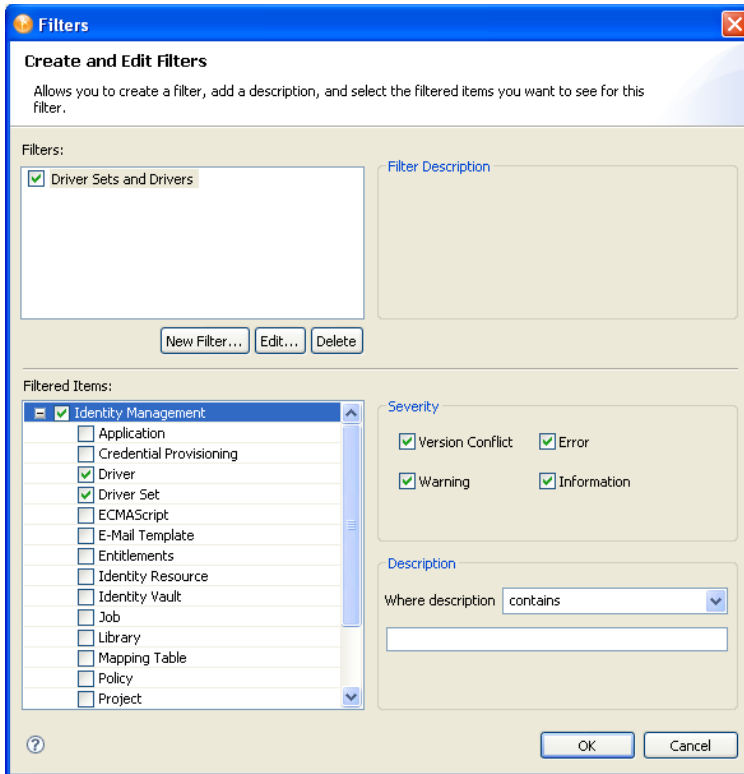 Filters
Create and Edit Filters
Allows you to create a filter, add a description, and select the filtered items you want to see for this
filter.
Filters:
Driver Sets and Drivers
Filter Description
New Filter... Edit... Delete
Filtered Items:
Identity Management
Application
Credential Provisioning
Driver
Driver Set
ECMAScript
E-Mail Template
Entitlements
Identity Resource
Identity Vault
Job
Library
Mapping Table
Policy
Project
Severity
Version Conflict Error
Warning Information
Description
Where description contains
OK Cancel